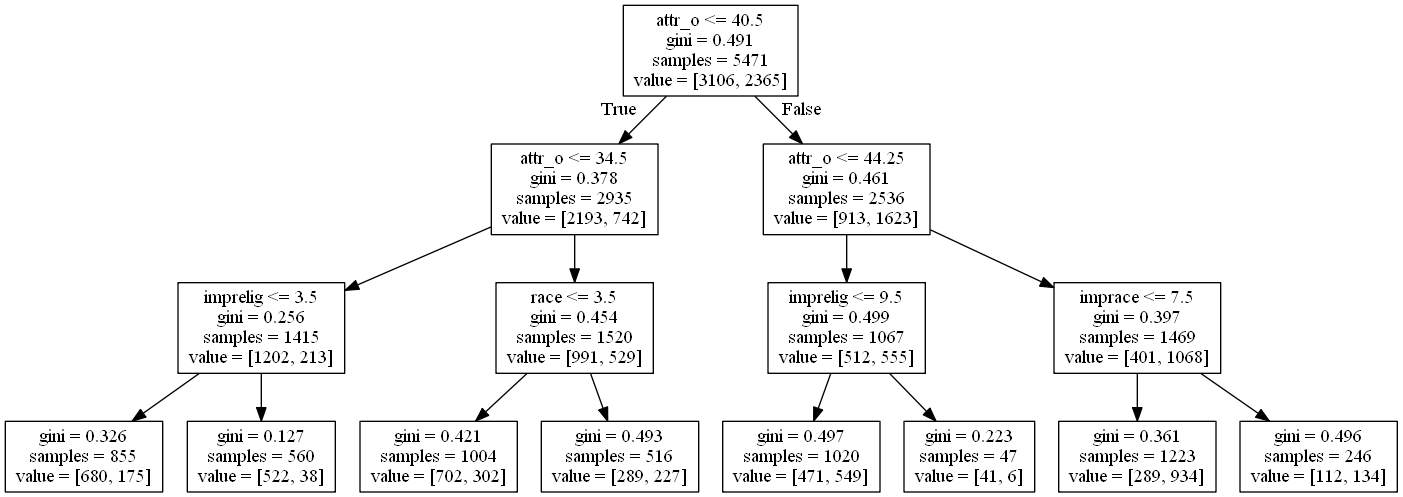 attr_o <= 40.5
gini = 0.491
samples = 5471
value = [3106, 2365]
True
False
attr_o <= 34.5
gini = 0.378
samples = 2935
value = [2193, 742]
attr_o <= 44.25
gini = 0.461
samples = 2536
value = [913, 1623]
imprelig <= 3.5
gini = 0.256
samples = 1415
value = [1202, 213]
race <= 3.5
gini = 0.454
samples = 1520
value = [991, 529]
imprelig <= 9.5
gini = 0.499
samples = 1067
value = [512, 555]
imprace <= 7.5
gini = 0.397
samples = 1469
value = [401, 1068]
gini = 0.326
samples = 855
value = [680, 175]
gini = 0.127
samples = 560
value = [522, 38]
gini = 0.421
samples = 1004
value = [702, 302]
gini = 0.493
samples = 516
value = [289, 227]
gini = 0.497
samples = 1020
value = [471, 549]
gini = 0.223
samples = 47
value = [41, 6]
gini = 0.361
samples = 1223
value = [289, 934]
gini = 0.496
samples = 246
value = [112, 134]